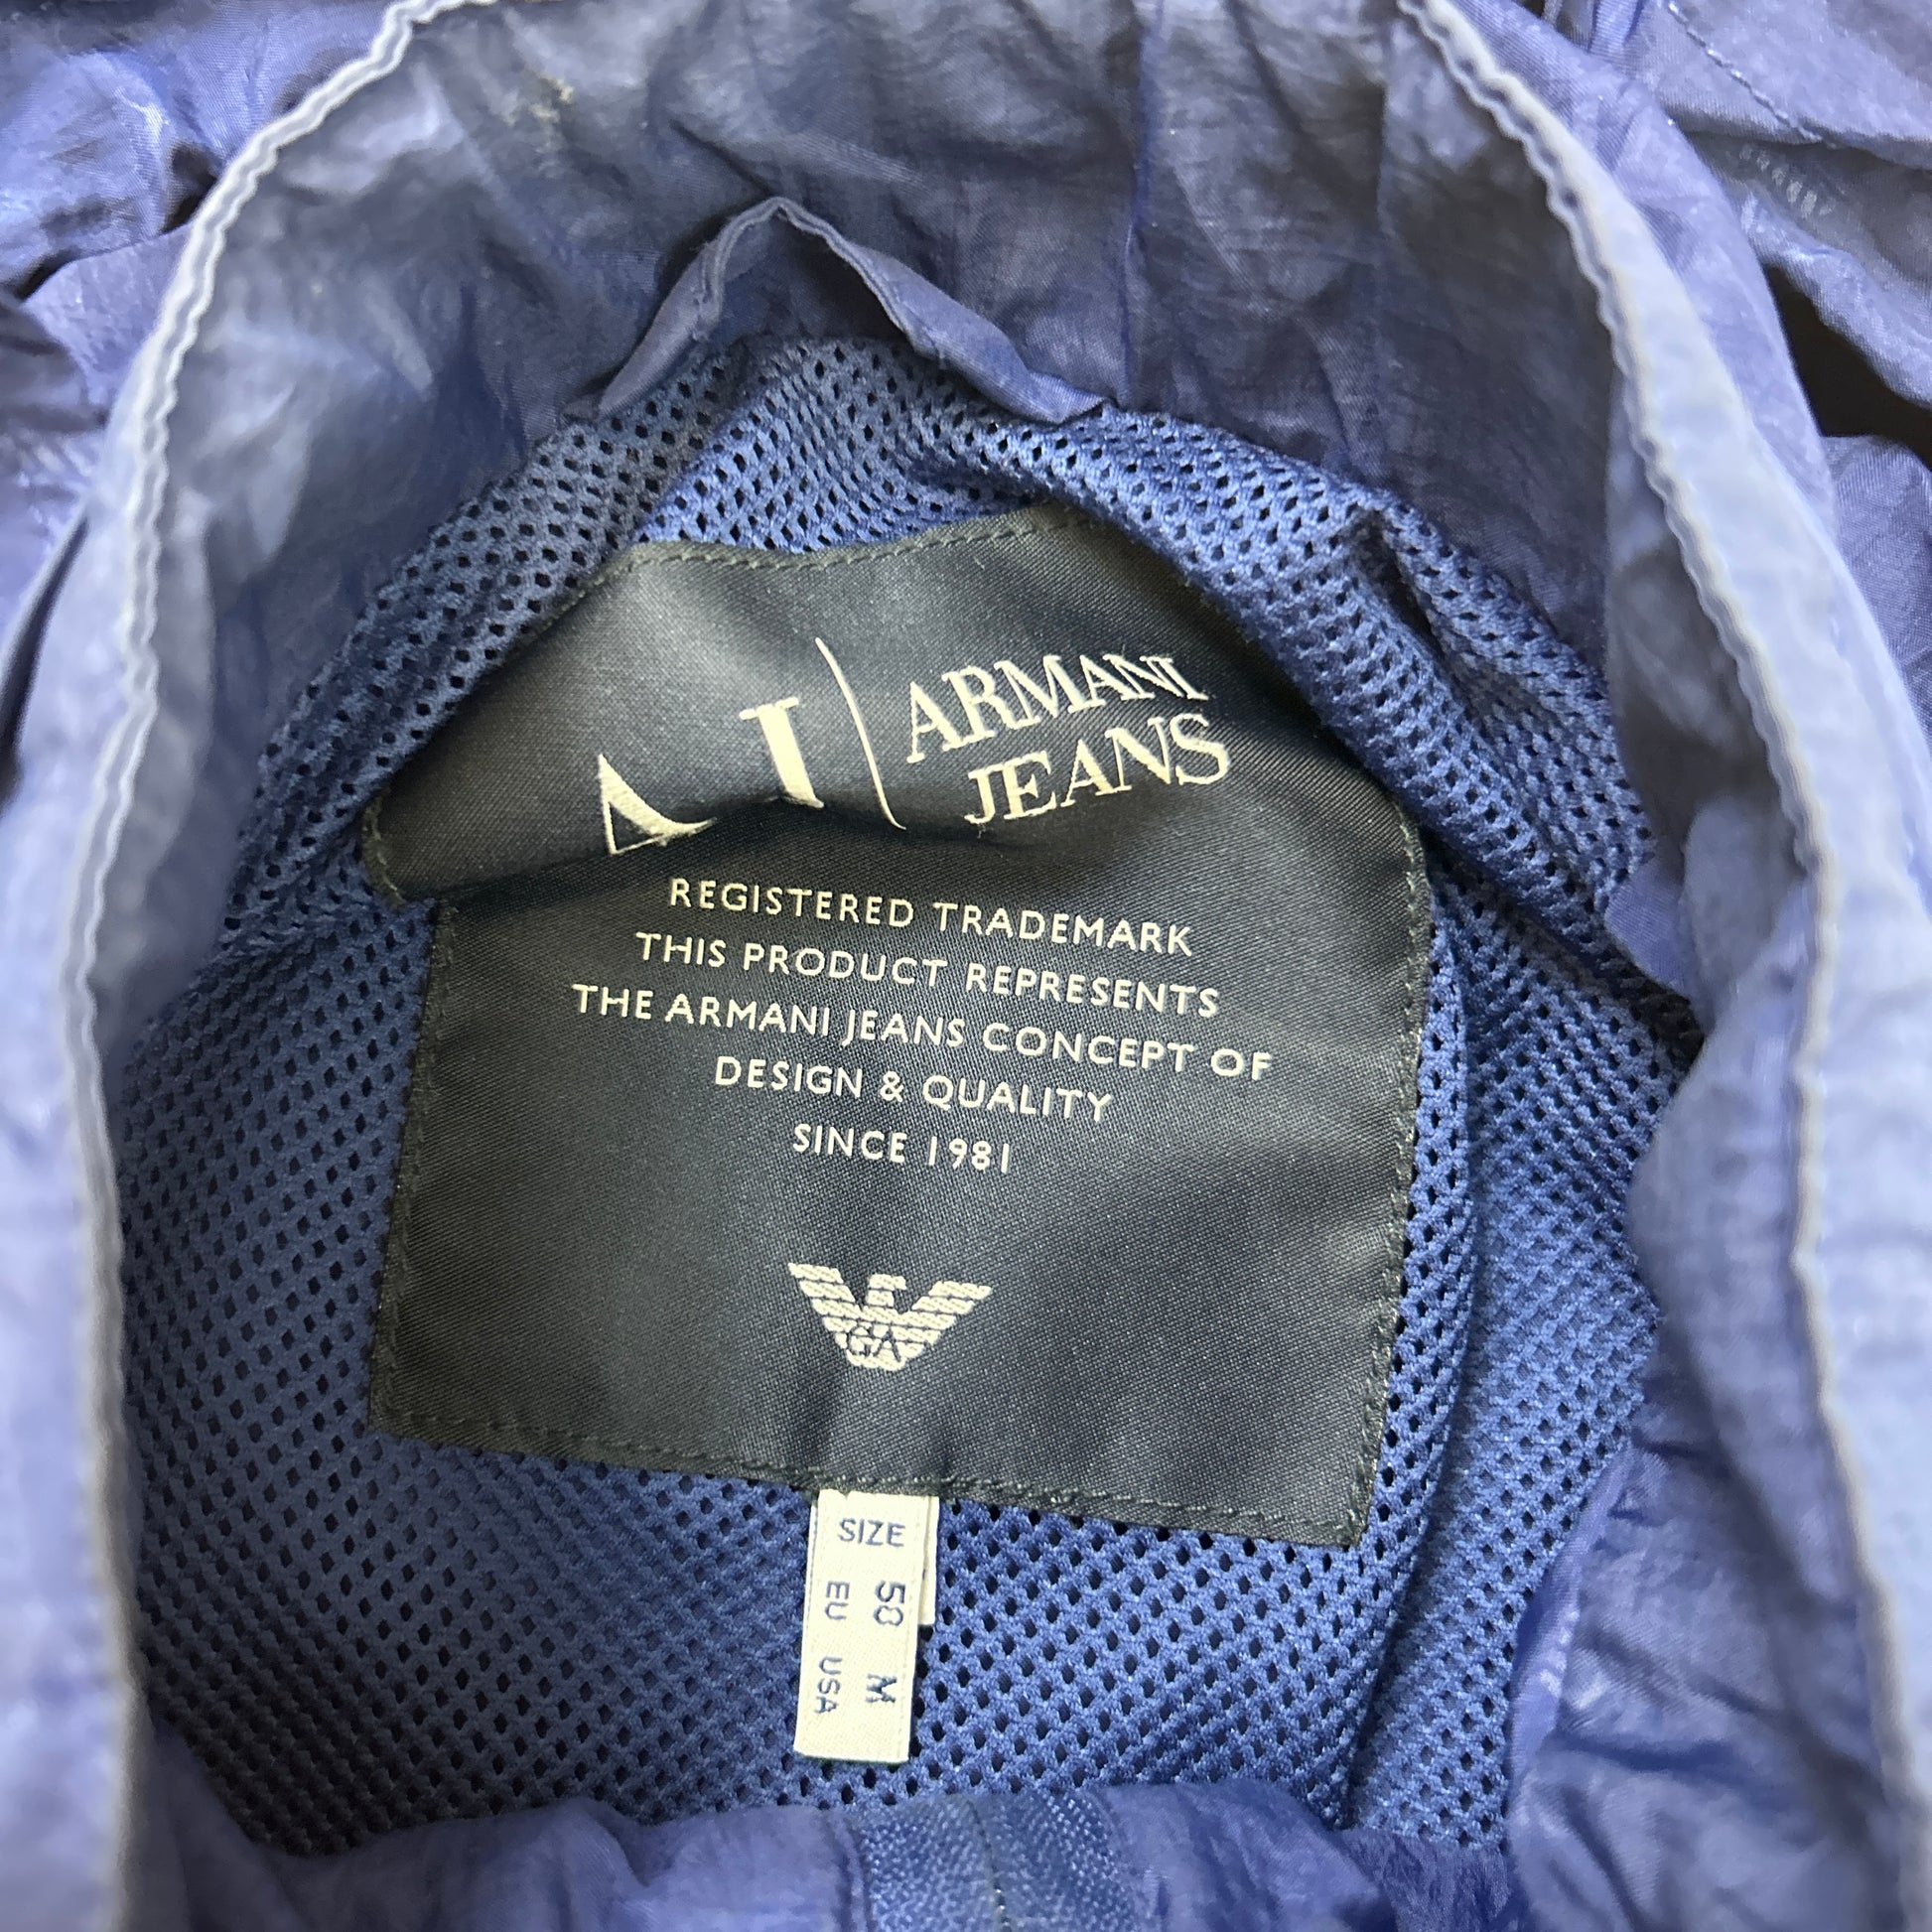 AJ ARMANI
JEANS
REGISTERED TRADEMARK
THIS PRODUCT REPRESENTS
THE ARMANI JEANS CONCEPT OF
DESIGN & QUALITY
SINCE 1981
GA
SIZE
EU 50
USA M